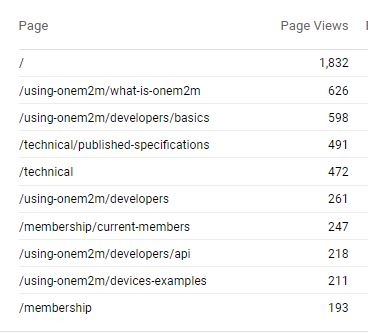 Page Page Views
/ 1,832
/using-onem2m/what-is-onem2m 626
/using-onem2m/developers/basics 598
/technical/published-specifications 491
/technical 472
/using-onem2m/developers 261
/membership/current-members 247
/using-onem2m/developers/api 218
/using-onem2m/devices-examples 211
/membership 193